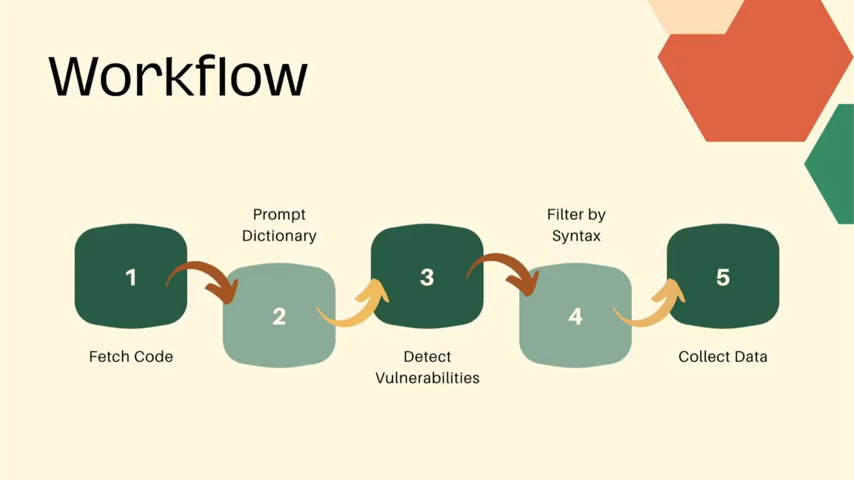 Workflow
1
Fetch Code
Prompt
Dictionary
2
3
Detect
Vulnerabilities
Filter by
Syntax
4
5
Collect Data